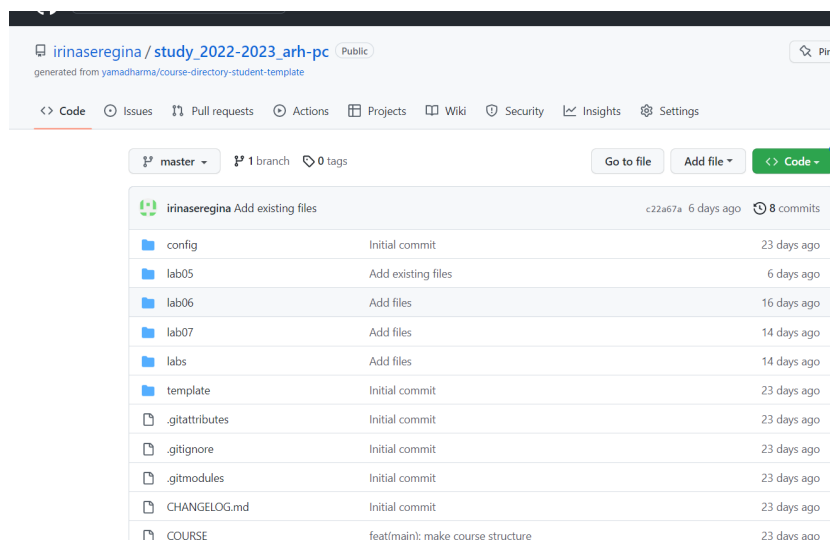 irinaseregina / study_2022-2023_arh-pc Public
generated from yamadharma/course-directory-student-template
Code Issues Pull requests Actions Projects Wiki Security Insights Settings
master 1 branch 0 tags Go to file Add file Code
irinaseregina Add existing files c22a67a 6 days ago 8 commits
config Initial commit 23 days ago
lab05 Add existing files 6 days ago
lab06 Add files 16 days ago
lab07 Add files 14 days ago
labs Add files 14 days ago
template Initial commit 23 days ago
.gitattributes Initial commit 23 days ago
.gitignore Initial commit 23 days ago
.gitmodules Initial commit 23 days ago
CHANGELOG.md Initial commit 23 days ago
COURSE feat(main): make course structure 23 days ago